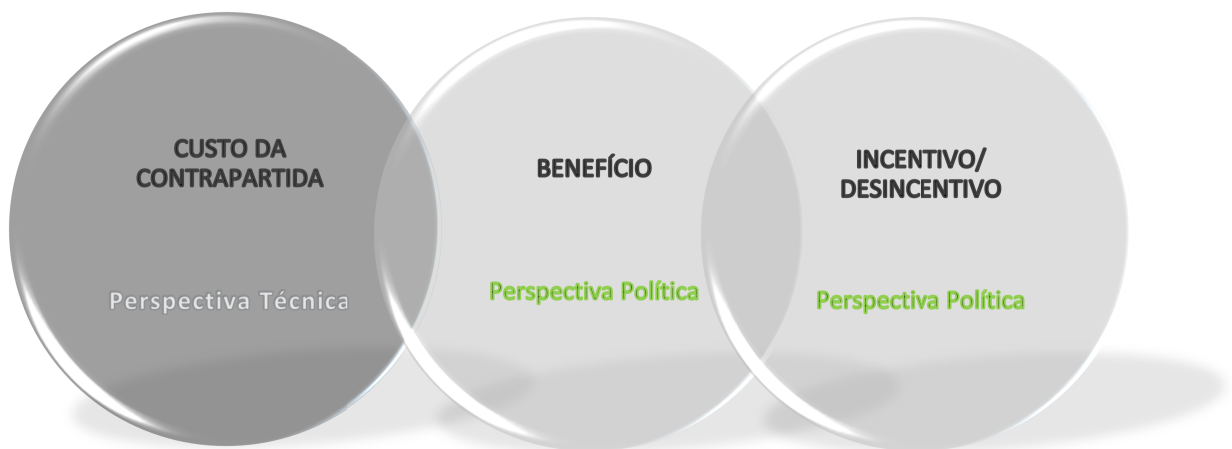 CUSTO DA
CONTRAPARTIDA
Perspectiva Técnica
BENEFÍCIO
Perspectiva Política
INCENTIVO/
DESINCENTIVO
Perspectiva Política